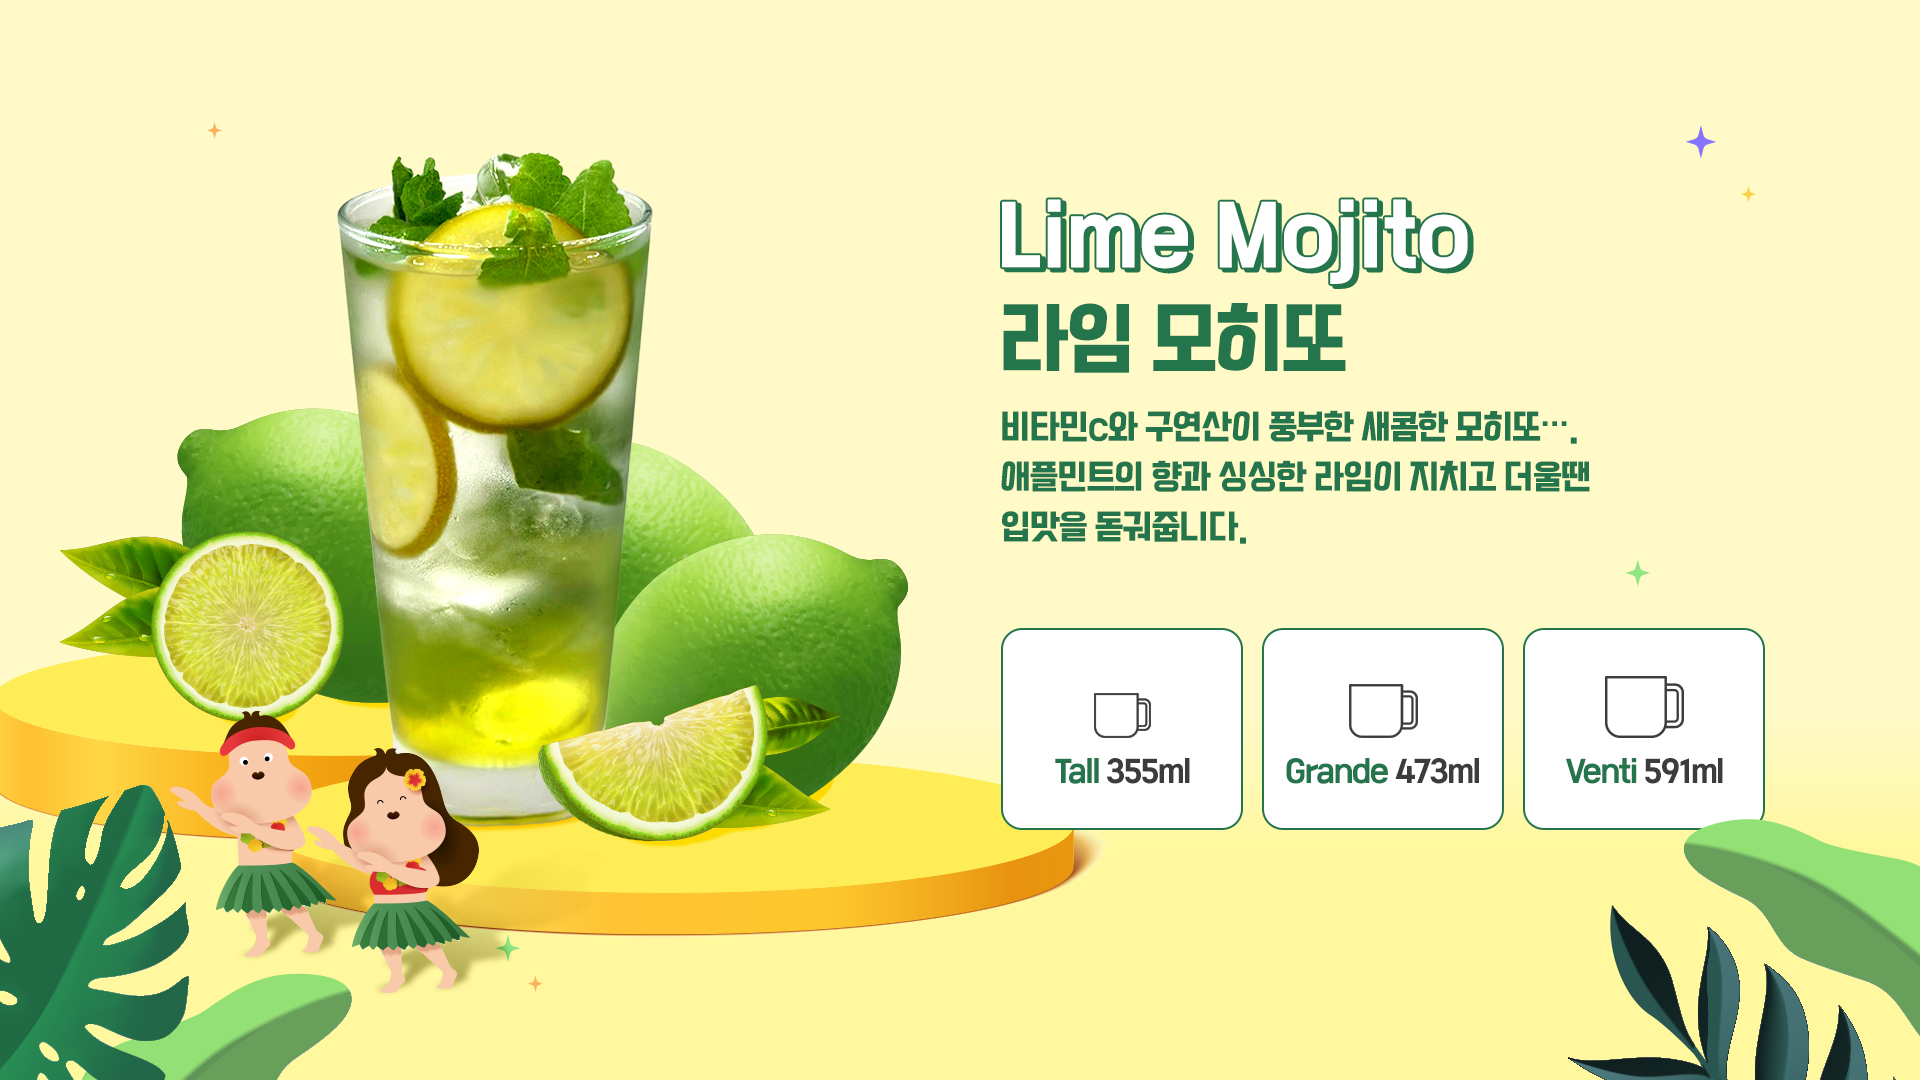 Lime Mojito
라임 모히또
비타민c와 구연산이 풍부한 새콤한 모히또….
애플민트의 향과 싱싱한 라임이 지치고 더울땐
입맛을 돋궈줍니다.
Tall 355ml
Grande 473ml
Venti 591ml